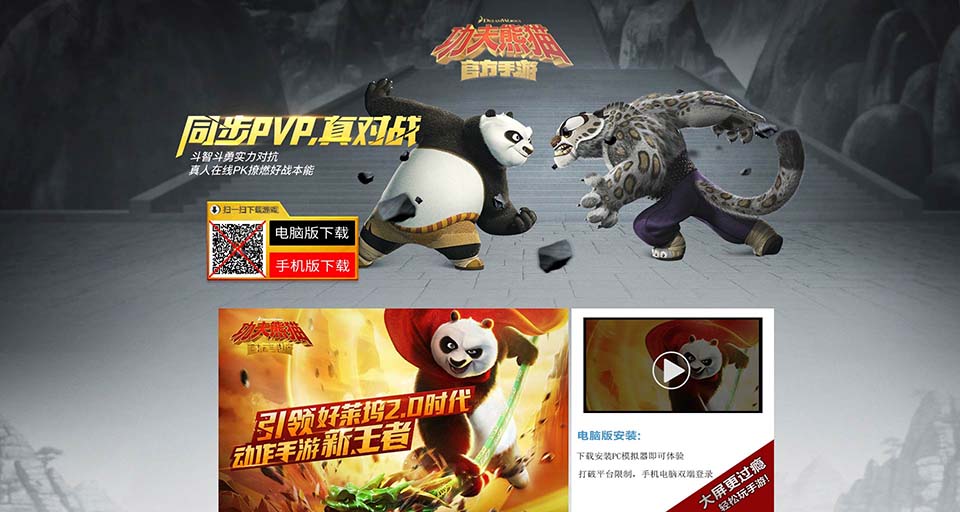 DREAMWORKS
功夫熊猫
官方手游
同步PVP,真对战
斗智斗勇实力对抗
真人在线PK撩燃好战本能
扫一扫下载游戏
电脑版下载
手机版下载
功夫熊猫
官方手游
引领好莱坞2.0时代
动作手游新王者
电脑版安装:
下载安装PC模拟器即可体验
打破平台限制，手机电脑双端登录
大屏更过瘾
轻松玩手游!